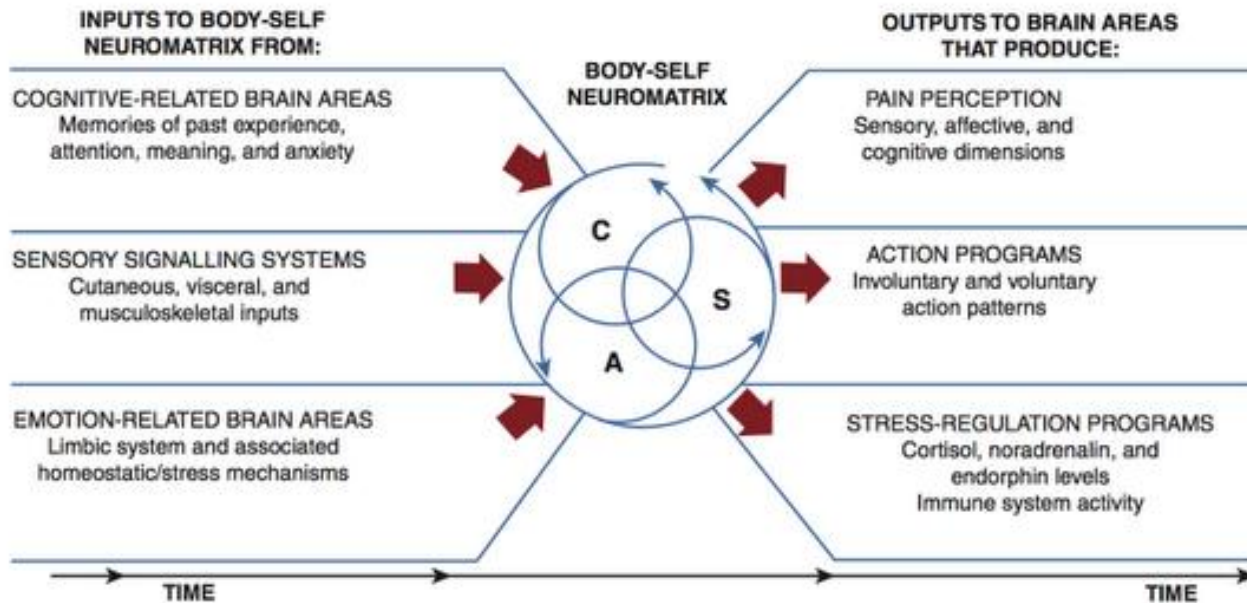 INPUTS TO BODY-SELF
NEUROMATRIX FROM:
COGNITIVE-RELATED BRAIN AREAS
Memories of past experience,
attention, meaning, and anxiety
SENSORY SIGNALLING SYSTEMS
Cutaneous, visceral, and
musculoskeletal inputs
EMOTION-RELATED BRAIN AREAS
Limbic system and associated
homeostatic/stress mechanisms
BODY-SELF
NEUROMATRIX
C
S
A
OUTPUTS TO BRAIN AREAS
THAT PRODUCE:
PAIN PERCEPTION
Sensory, affective, and
cognitive dimensions
ACTION PROGRAMS
Involuntary and voluntary
action patterns
STRESS-REGULATION PROGRAMS
Cortisol, noradrenalin, and
endorphin levels
Immune system activity
TIME
TIME